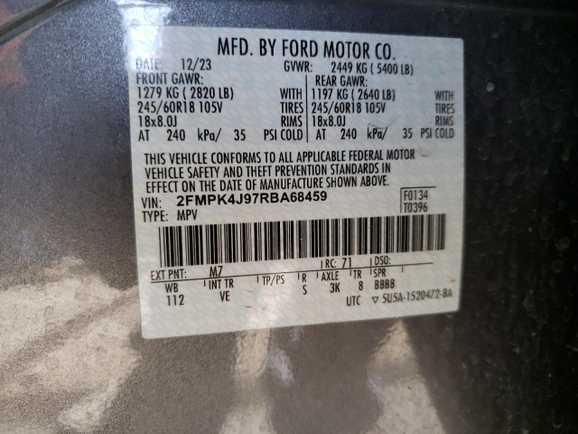 MFD. BY FORD MOTOR CO.
DATE: 12/23 GVWR: 2449 KG ( 5400 LB)
FRONT GAWR: REAR GAWR:
1279 KG ( 2820 LB) WITH 1197 KG ( 2640 LB) WITH
245/60R18 105V TIRES 245/60R18 105V TIRES
18x8.0J RIMS 18x8.0J RIMS
AT 240 kPa/ 35 PSI COLD AT 240 kPa/ 35 PSI COLD
THIS VEHICLE CONFORMS TO ALL APPLICABLE FEDERAL MOTOR
VEHICLE SAFETY AND THEFT PREVENTION STANDARDS IN
EFFECT ON THE DATE OF MANUFACTURE SHOWN ABOVE.
VIN: 2FMPK4J97RBA68459 F0134
TYPE: MPV T0396
EXT PNT: M7 RC: 71 DSO:
WB INT TR TP/PS R AXLE TR SPR
112 VE S 3K 8 BBBB
UTC ▽ 5U5A-1520472-BA